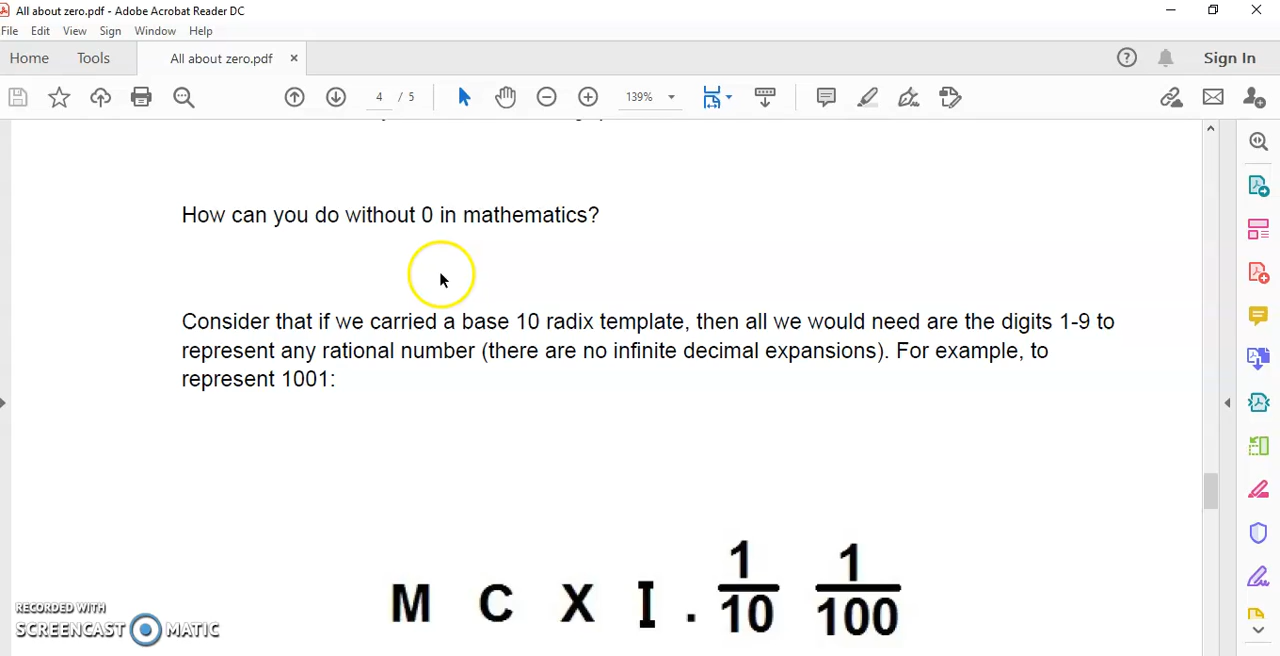 All about zero.pdf - Adobe Acrobat Reader DC
File Edit View Sign Window Help
Home Tools All about zero.pdf × Sign In
4 / 5 139%
How can you do without 0 in mathematics?
Consider that if we carried a base 10 radix template, then all we would need are the digits 1-9 to
represent any rational number (there are no infinite decimal expansions). For example, to
represent 1001:
M C X I . 1/10 1/100
RECORDED WITH
SCREENCAST MATIC